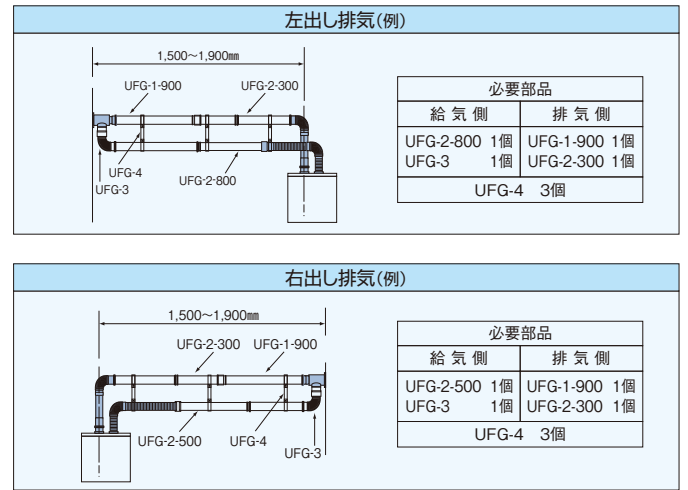 左出し排気(例)
1,500～1,900㎜
UFG-1-900 UFG-2-300
UFG-4
UFG-3
UFG-2-800
必要部品
給気側 排気側
UFG-2-800 1個 UFG-1-900 1個
UFG-3 1個 UFG-2-300 1個
UFG-4 3個
右出し排気(例)
1,500～1,900㎜
UFG-2-300 UFG-1-900
UFG-2-500 UFG-4
UFG-3
必要部品
給気側 排気側
UFG-2-500 1個 UFG-1-900 1個
UFG-3 1個 UFG-2-300 1個
UFG-4 3個